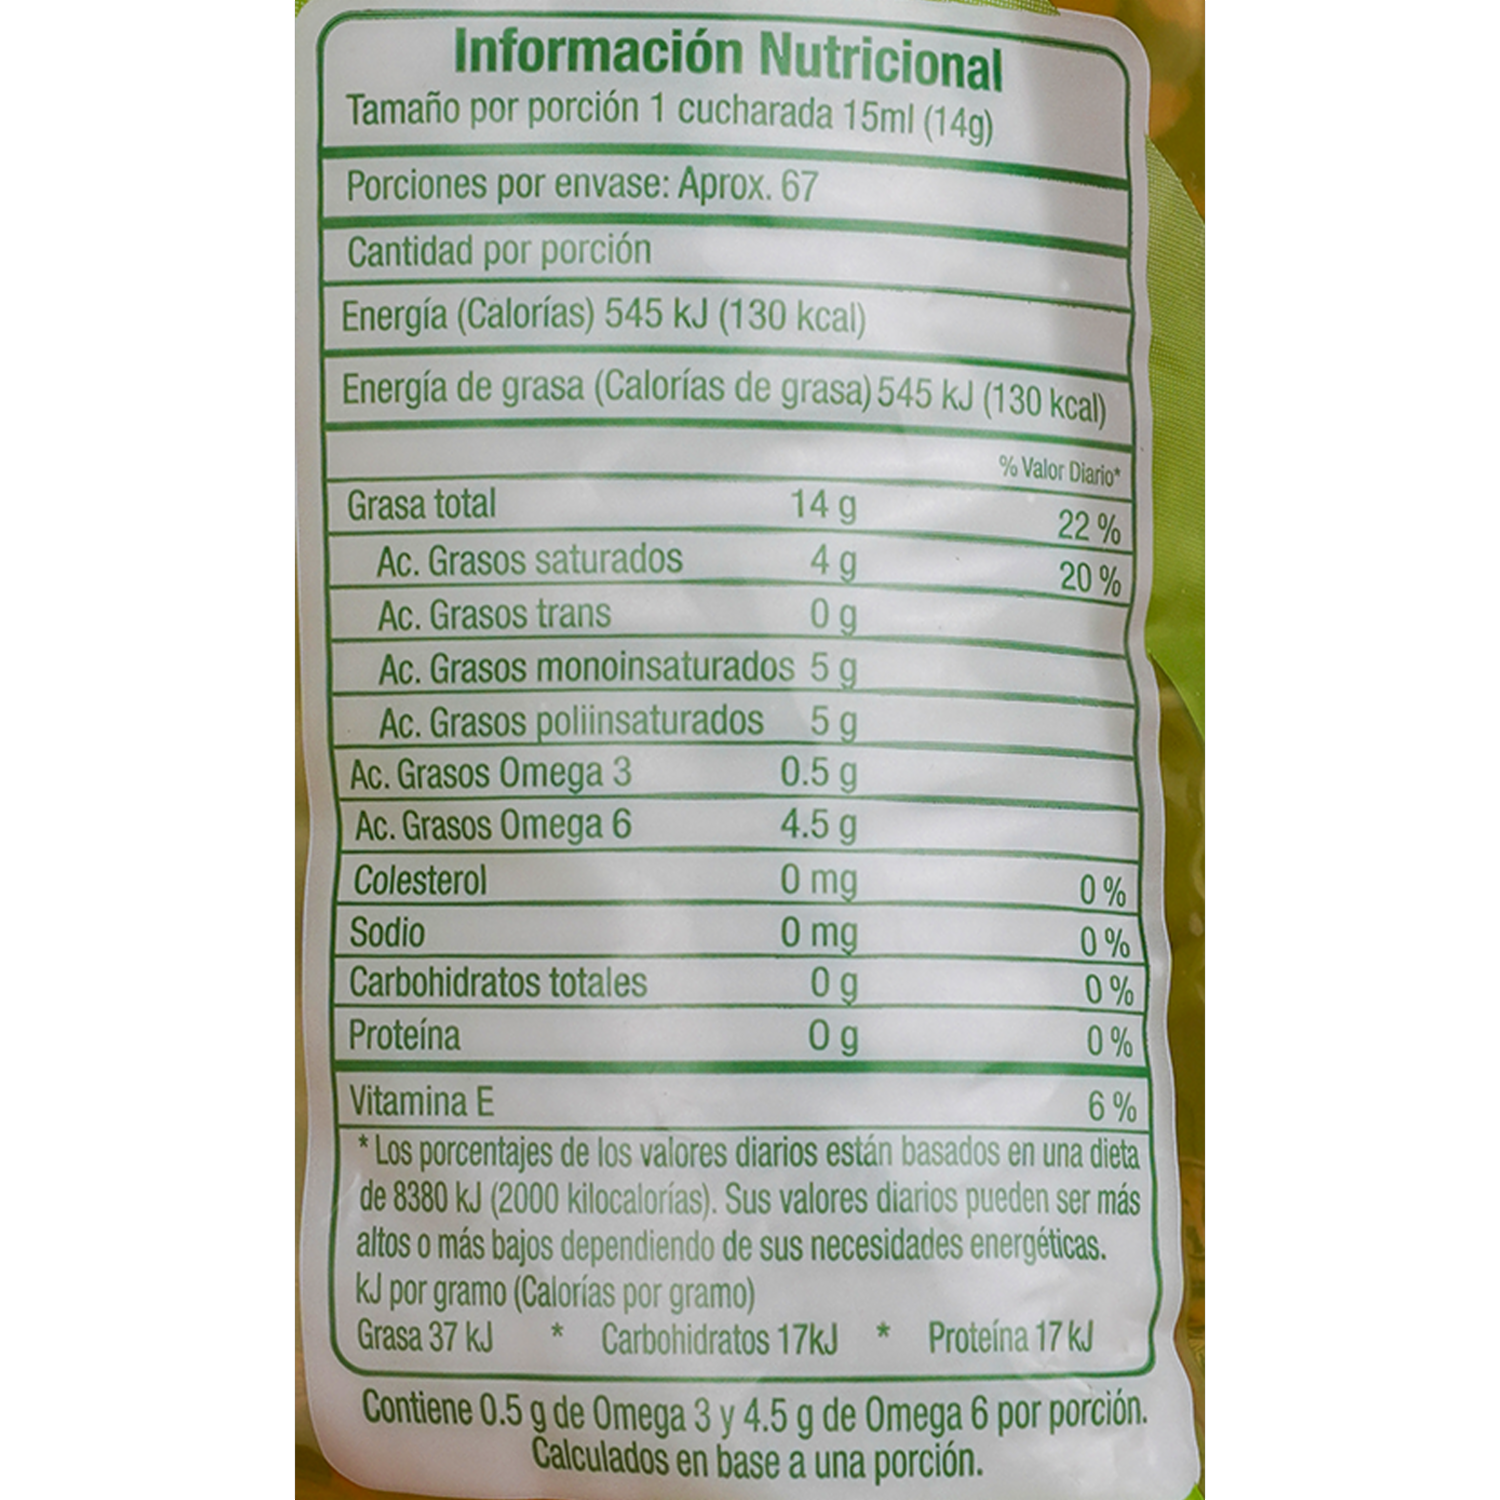 Información Nutricional
Tamaño por porción 1 cucharada 15ml (14g)
Porciones por envase: Aprox. 67
Cantidad por porción
Energía (Calorías) 545 kJ (130 kcal)
Energía de grasa (Calorías de grasa) 545 kJ (130 kcal)
% Valor Diario*
Grasa total 14 g 22 %
Ac. Grasos saturados 4 g 20 %
Ac. Grasos trans 0 g
Ac. Grasos monoinsaturados 5 g
Ac. Grasos poliinsaturados 5 g
Ac. Grasos Omega 3 0.5 g
Ac. Grasos Omega 6 4.5 g
Colesterol 0 mg 0 %
Sodio 0 mg 0 %
Carbohidratos totales 0 g 0 %
Proteína 0 g 0 %
Vitamina E 6 %
* Los porcentajes de los valores diarios están basados en una dieta
de 8380 kJ (2000 kilocalorías). Sus valores diarios pueden ser más
altos o más bajos dependiendo de sus necesidades energéticas.
kJ por gramo (Calorías por gramo)
Grasa 37 kJ * Carbohidratos 17kJ * Proteína 17 kJ
Contiene 0.5 g de Omega 3 y 4.5 g de Omega 6 por porción.
Calculados en base a una porción.